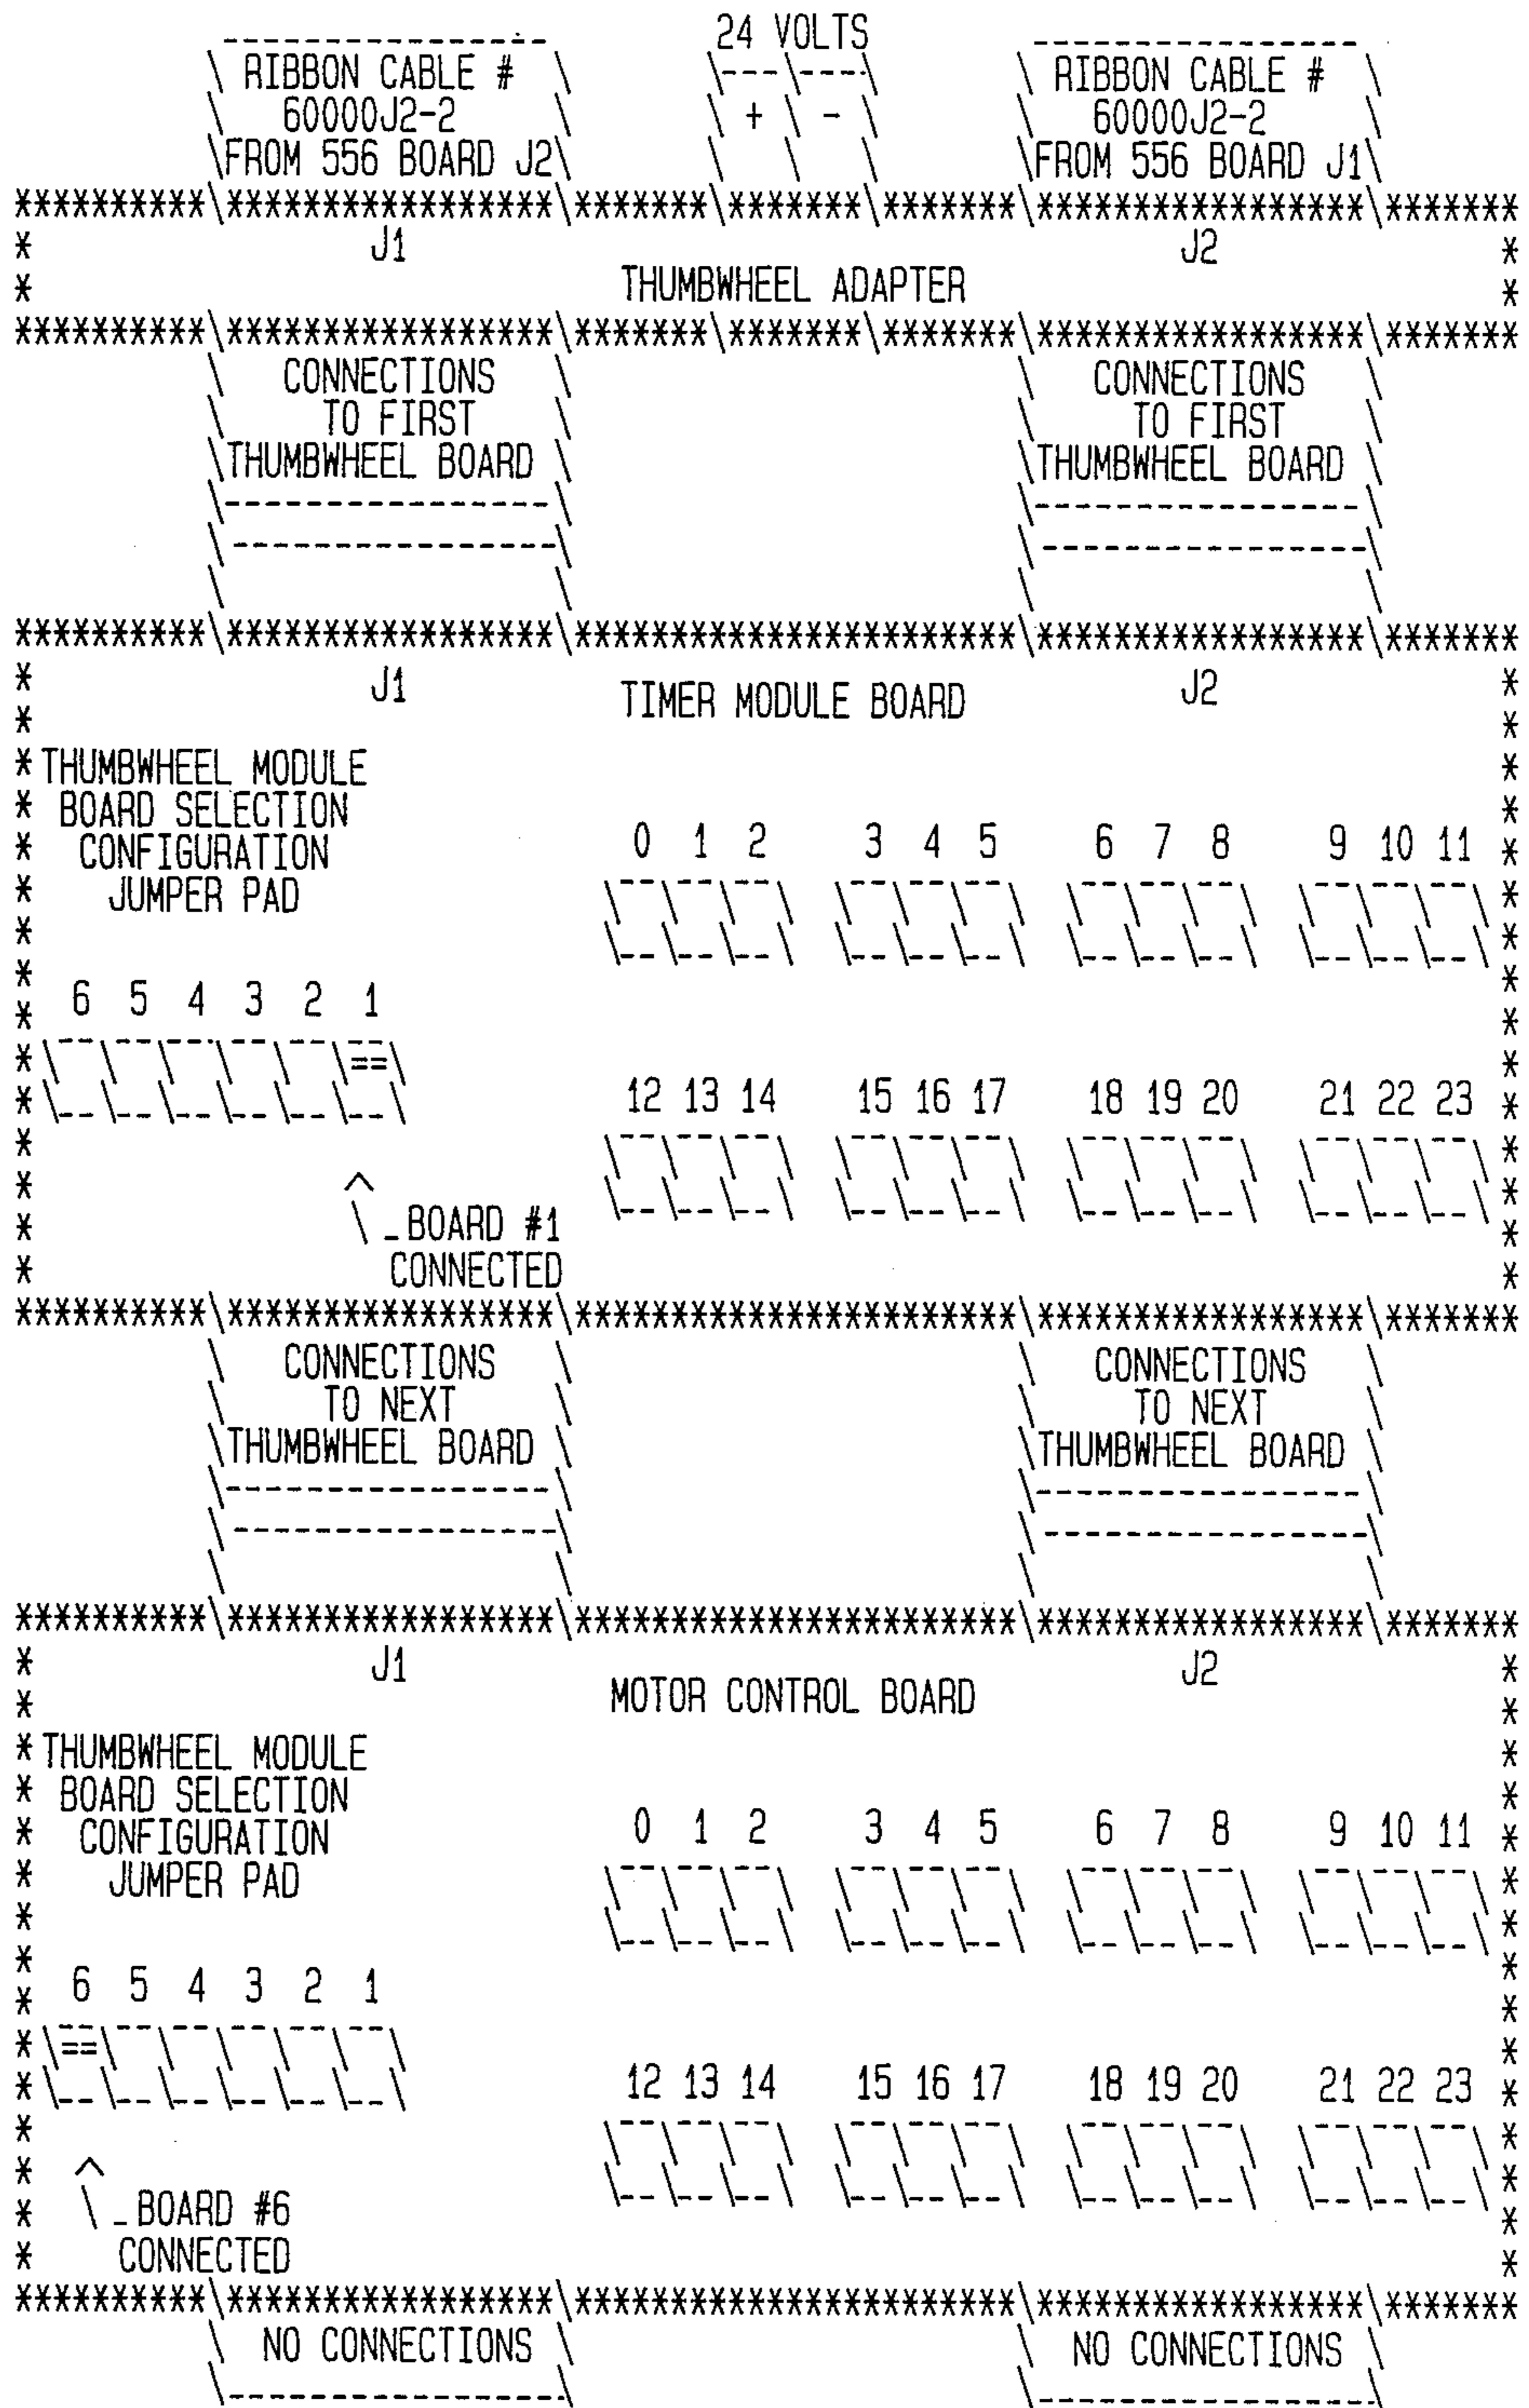 24 VOLTS
RIBBON CABLE # RIBBON CABLE #
60000J2-2 + - 60000J2-2
FROM 556 BOARD J2 FROM 556 BOARD J1
J1 J2
THUMBWHEEL ADAPTER
CONNECTIONS CONNECTIONS
TO FIRST TO FIRST
THUMBWHEEL BOARD THUMBWHEEL BOARD
J1 TIMER MODULE BOARD J2
THUMBWHEEL MODULE
BOARD SELECTION
CONFIGURATION 0 1 2 3 4 5 6 7 8 9 10 11
JUMPER PAD
6 5 4 3 2 1
==
12 13 14 15 16 17 18 19 20 21 22 23
^
\ _ BOARD #1
CONNECTED
CONNECTIONS CONNECTIONS
TO NEXT TO NEXT
THUMBWHEEL BOARD THUMBWHEEL BOARD
J1 MOTOR CONTROL BOARD J2
THUMBWHEEL MODULE
BOARD SELECTION
CONFIGURATION 0 1 2 3 4 5 6 7 8 9 10 11
JUMPER PAD
6 5 4 3 2 1
==
12 13 14 15 16 17 18 19 20 21 22 23
^
\ _ BOARD #6
CONNECTED
NO CONNECTIONS NO CONNECTIONS